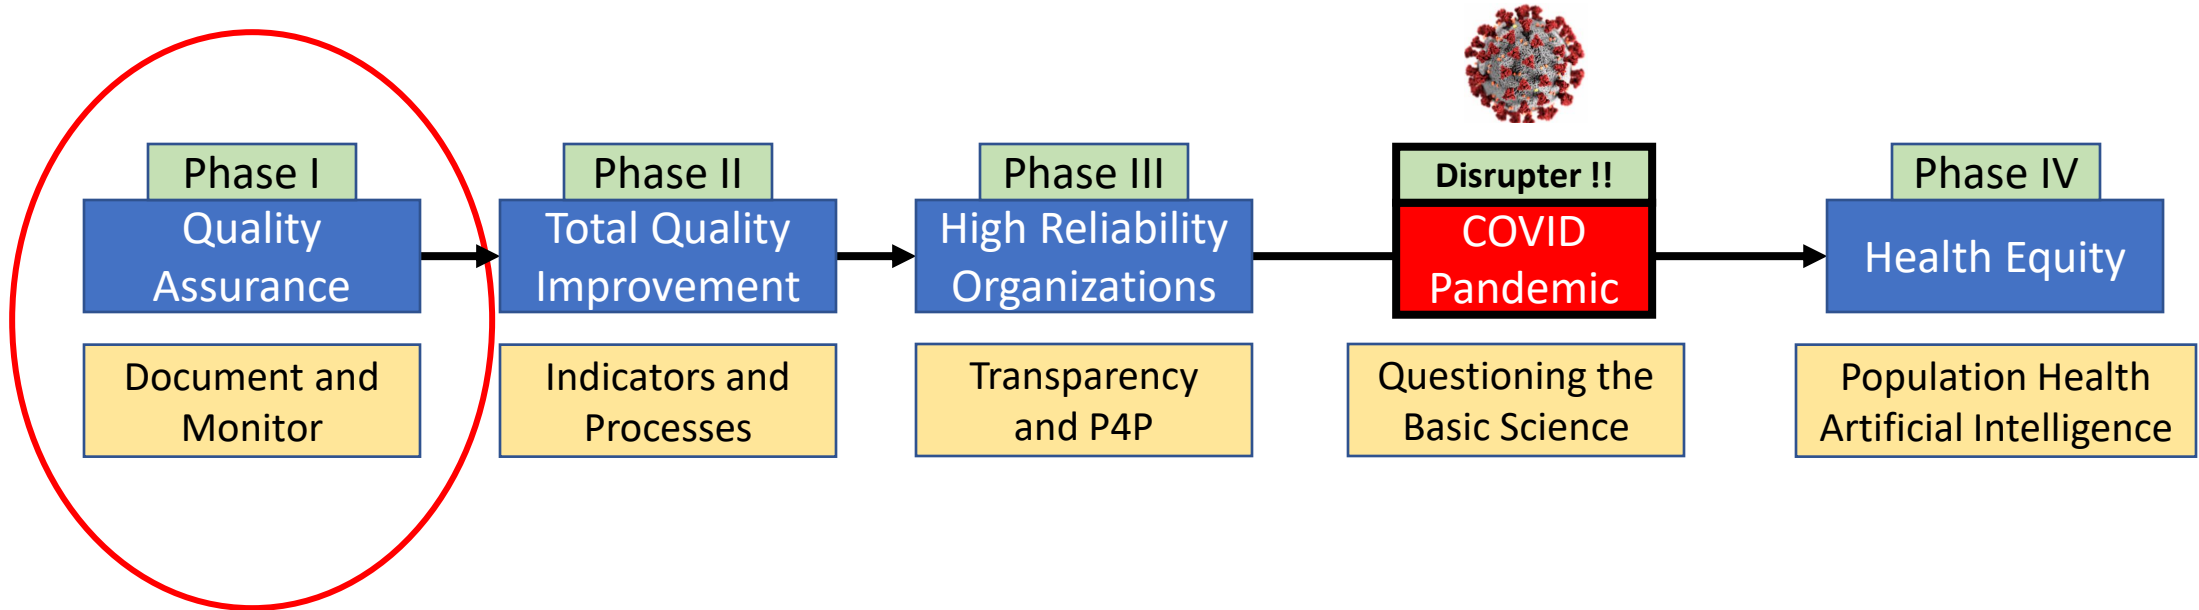 Phase I
Quality
Assurance
Document and
Monitor
Phase II
Total Quality
Improvement
Indicators and
Processes
Phase III
High Reliability
Organizations
Transparency
and P4P
Disrupter !!
COVID
Pandemic
Questioning the
Basic Science
Phase IV
Health Equity
Population Health
Artificial Intelligence